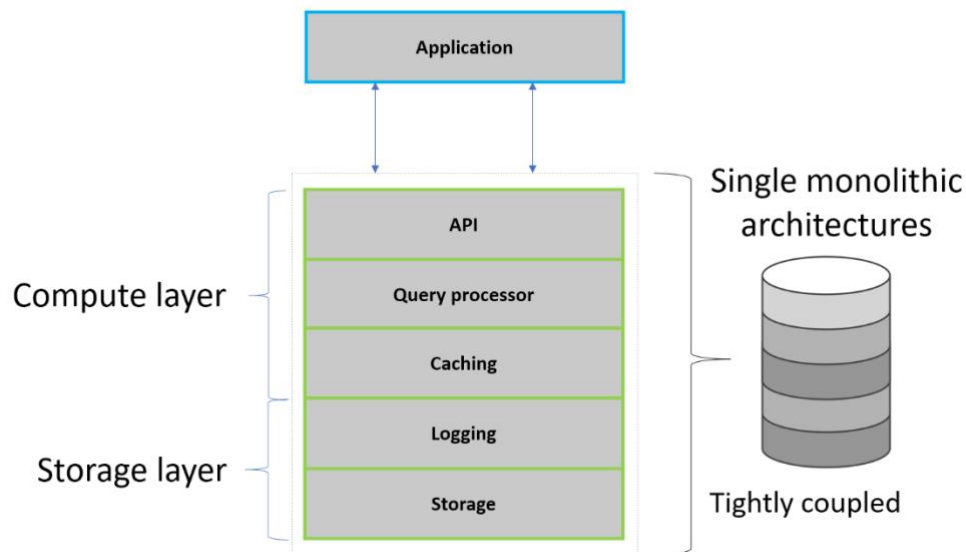 Application
Single monolithic
architectures
API
Query processor
Compute layer
Caching
Logging
Storage layer
Storage
Tightly coupled